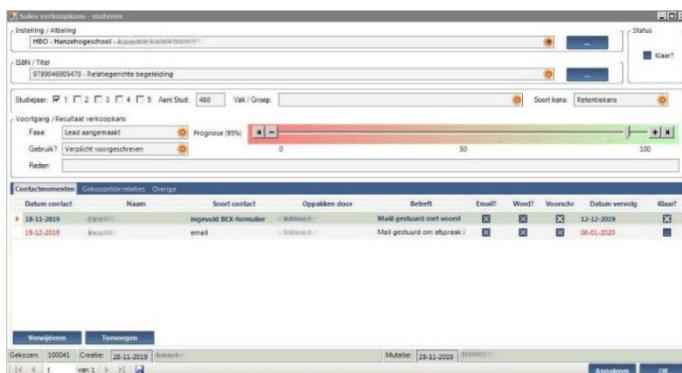 Sales verkoopkans - muteren
Instelling / Afdeling
Status
HBO - Hanzehogeschool -
...
Klaar?
ISBN / Titel
9789046905470 - Relatiegerichte begeleiding
...
Studiejaar: 1 2 3 4 5 Aant Stud: 480 Vak / Groep: Soort kans: Retentiekans
Voortgang / Resultaat verkoopkans
Fase: Lead aangemaakt Prognose (95%)
Gebruik? Verplicht voorgeschreven 0 50 100
Reden:
Contactmomenten Gekoppelde relaties Overige
Datum contact Naam Soort contact Oppakken door Betreft Email? Word? Voorschr Datum vervolg Klaar?
18-11-2019 ingevuld BEX-formulier Mail gestuurd met voorst 12-12-2019
19-12-2019 email Mail gestuurd om afspraak i 06-01-2020
Verwijderen Toevoegen
Gekozen: 100041 Creatie: 28-11-2019 Mutatie: 28-11-2019
1 van 1 Annuleren OK